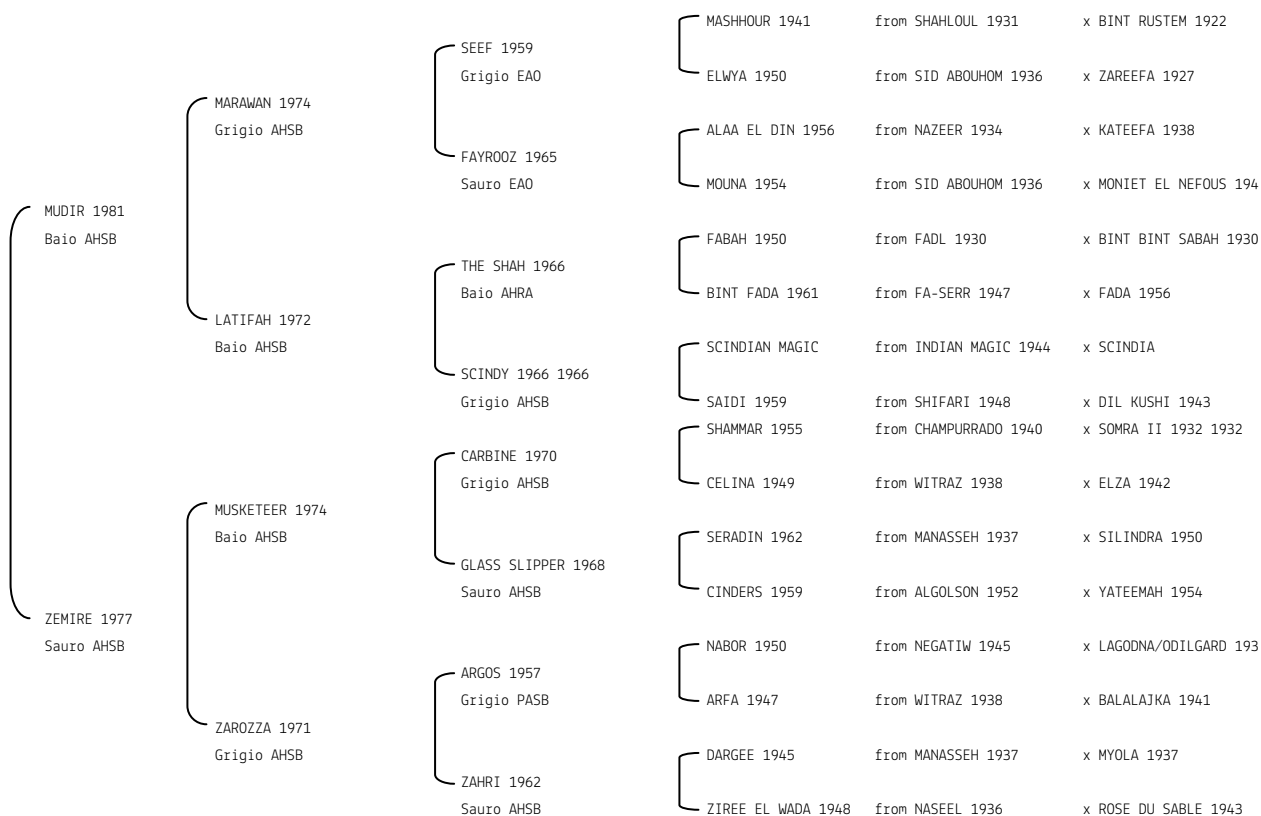 MASHHOUR 1941 from SHAHLOUL 1931 x BINT RUSTEM 1922
SEEF 1959
Grigio EAO
ELWYA 1950 from SID ABOUHOM 1936 x ZAREEFA 1927
MARAWAN 1974
Grigio AHSB
ALAA EL DIN 1956 from NAZEER 1934 x KATEEFA 1938
FAYROOZ 1965
Sauro EAO
MOUNA 1954 from SID ABOUHOM 1936 x MONIET EL NEFOUS 194
MUDIR 1981
Baio AHSB
FABAH 1950 from FADL 1930 x BINT BINT SABAH 1930
THE SHAH 1966
Baio AHRA
BINT FADA 1961 from FA-SERR 1947 x FADA 1956
LATIFAH 1972
Baio AHSB
SCINDIAN MAGIC from INDIAN MAGIC 1944 x SCINDIA
SCINDY 1966 1966
Grigio AHSB
SAIDI 1959 from SHIFARI 1948 x DIL KUSHI 1943
SHAMMAR 1955 from CHAMPURRADO 1940 x SOMRA II 1932 1932
CARBINE 1970
Grigio AHSB
CELINA 1949 from WITRAZ 1938 x ELZA 1942
MUSKETEER 1974
Baio AHSB
SERADIN 1962 from MANASSEH 1937 x SILINDRA 1950
GLASS SLIPPER 1968
Sauro AHSB
CINDERS 1959 from ALGOLSON 1952 x YATEEMAH 1954
ZEMIRE 1977
Sauro AHSB
NABOR 1950 from NEGATIW 1945 x LAGODNA/ODILGARD 193
ARGOS 1957
Grigio PASB
ARFA 1947 from WITRAZ 1938 x BALALAJKA 1941
ZAROZZA 1971
Grigio AHSB
DARGEE 1945 from MANASSEH 1937 x MYOLA 1937
ZAHRI 1962
Sauro AHSB
ZIREE EL WADA 1948 from NASEEL 1936 x ROSE DU SABLE 1943